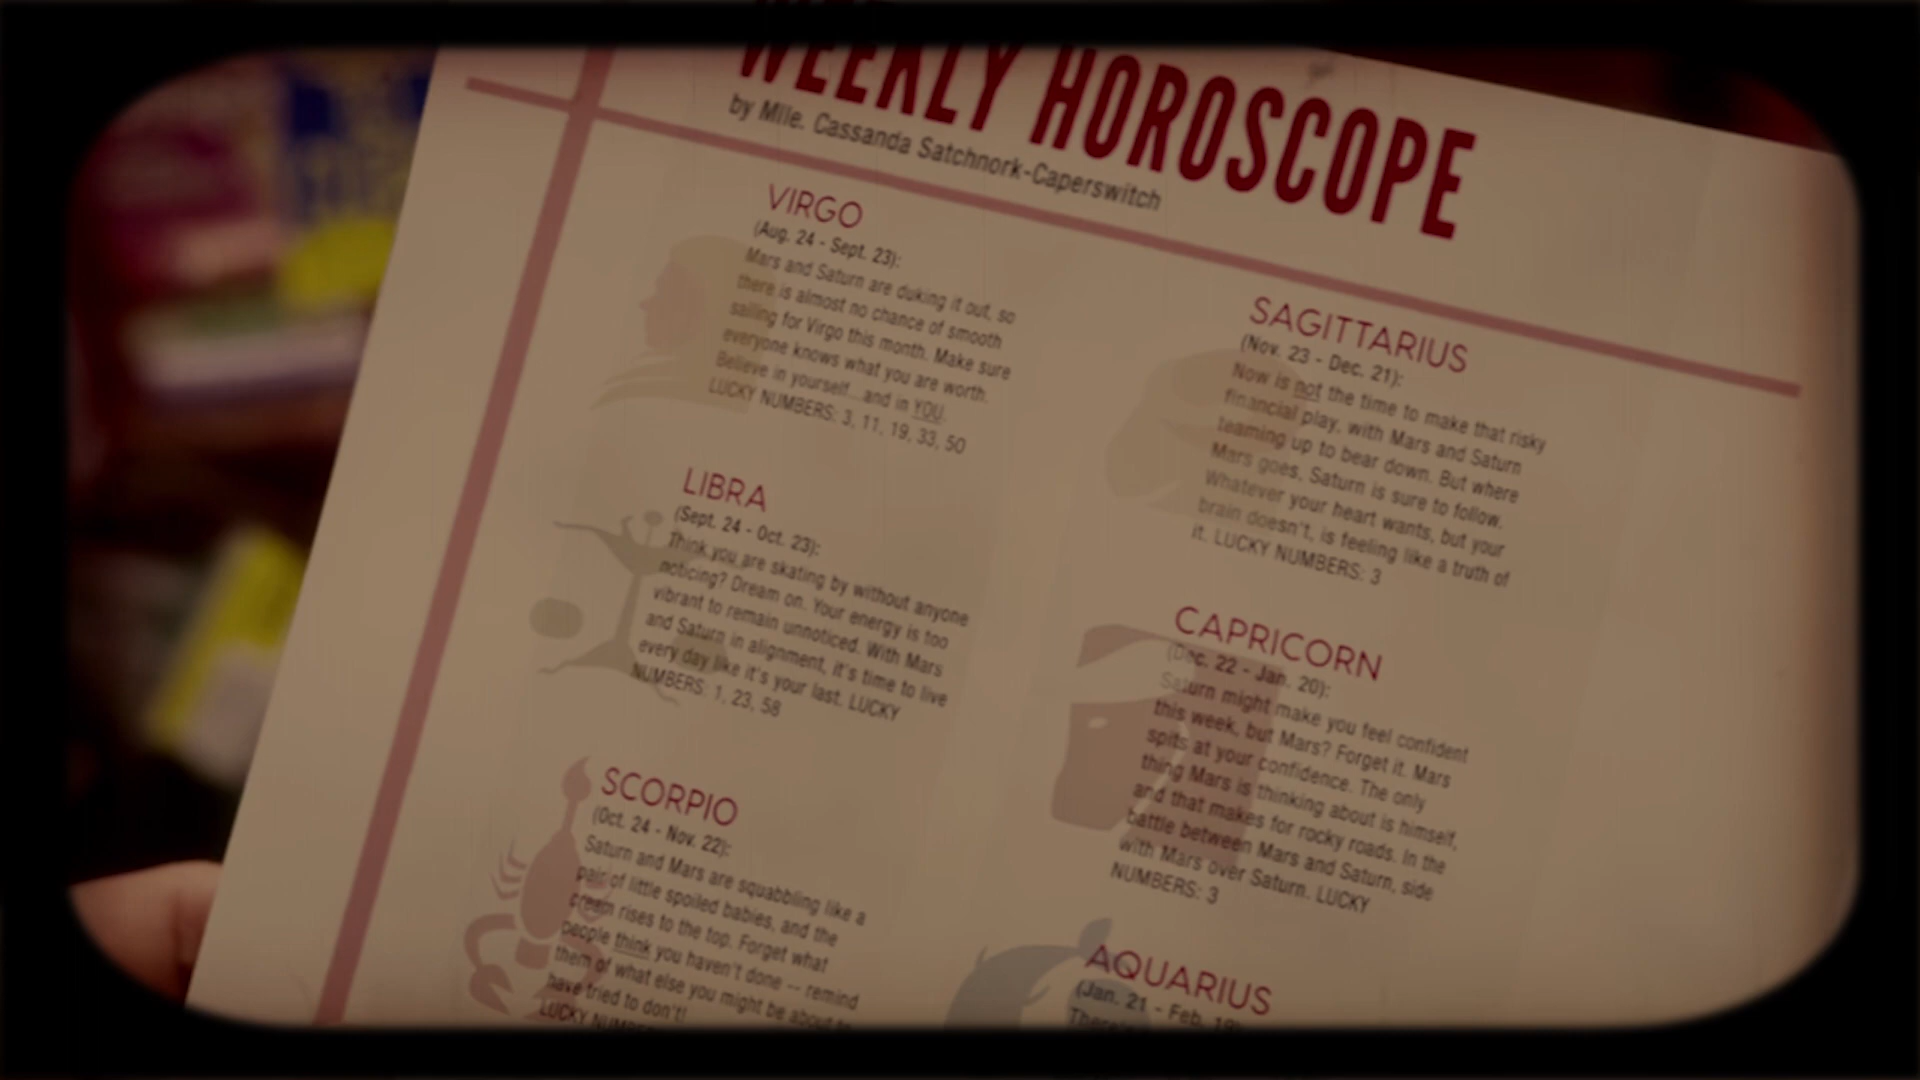 WEEKLY HOROSCOPE
by Mlle. Cassanda Satchnork-Caperswitch
VIRGO
(Aug. 24 - Sept. 23):
Mars and Saturn are duking it out, so
there is almost no chance of smooth
sailing for Virgo this month. Make sure
everyone knows what you are worth.
Believe in yourself...and in YOU.
LUCKY NUMBERS: 3, 11, 19, 33, 50
LIBRA
(Sept. 24 - Oct. 23):
Think you are skating by without anyone
noticing? Dream on. Your energy is too
vibrant to remain unnoticed. With Mars
and Saturn in alignment, it's time to live
every day like it's your last. LUCKY
NUMBERS: 1, 23, 58
SCORPIO
(Oct. 24 - Nov. 22):
Saturn and Mars are squabbling like a
pair of little spoiled babies, and the
cream rises to the top. Forget what
people think you haven't done -- remind
them of what else you might be about to
have tried to don't!
LUCKY
SAGITTARIUS
(Nov. 23 - Dec. 21):
Now is not the time to make that risky
financial play, with Mars and Saturn
teaming up to bear down. But where
Mars goes, Saturn is sure to follow.
Whatever your heart wants, but your
brain doesn't, is feeling like a truth of
it. LUCKY NUMBERS: 3
CAPRICORN
(Dec. 22 - Jan. 20):
Saturn might make you feel confident
this week, but Mars? Forget it. Mars
spits at your confidence. The only
thing Mars is thinking about is himself,
and that makes for rocky roads. In the
battle between Mars and Saturn, side
with Mars over Saturn. LUCKY
NUMBERS: 3
AQUARIUS
(Jan. 21 - Feb. 19)